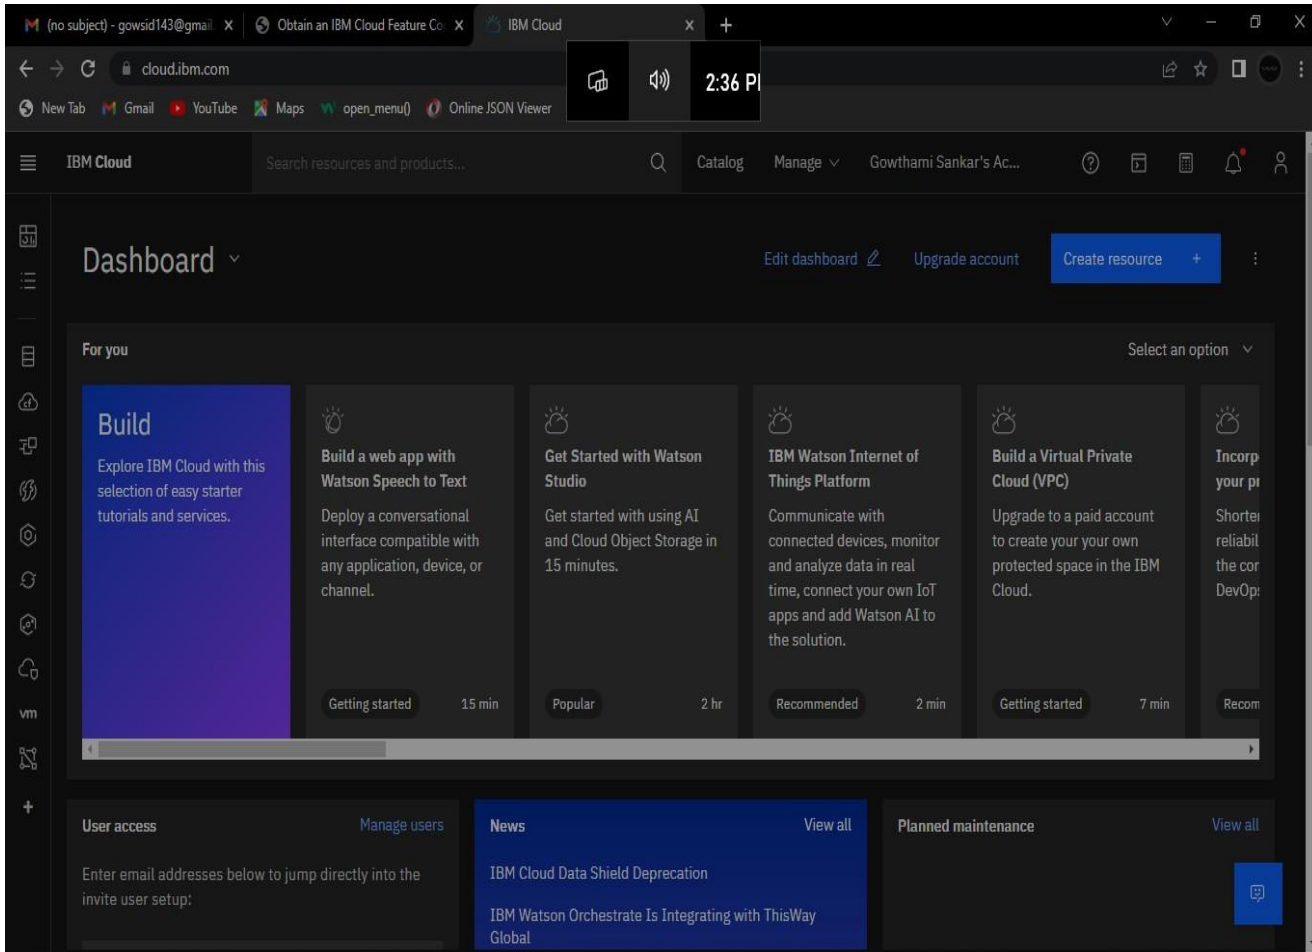 (no subject) - gowsid143@gmail.
Obtain an IBM Cloud Feature Co
IBM Cloud
cloud.ibm.com
2:36 P
New Tab
Gmail
YouTube
Maps
open_menu()
Online JSON Viewer
IBM Cloud
Search resources and products...
Catalog
Manage
Gowthami Sankar's Ac...
Dashboard
Edit dashboard
Upgrade account
Create resource +
For you
Select an option
Build
Explore IBM Cloud with this
selection of easy starter
tutorials and services.
Build a web app with
Watson Speech to Text
Deploy a conversational
interface compatible with
any application, device, or
channel.
Getting started
15 min
Get Started with Watson
Studio
Get started with using AI
and Cloud Object Storage in
15 minutes.
Popular
2 hr
IBM Watson Internet of
Things Platform
Communicate with
connected devices, monitor
and analyze data in real
time, connect your own IoT
apps and add Watson AI to
the solution.
Recommended
2 min
Build a Virtual Private
Cloud (VPC)
Upgrade to a paid account
to create your your own
protected space in the IBM
Cloud.
Getting started
7 min
Incorp
your pr
Shorte
reliabil
the cor
DevOp
Recom
vm
User access
Manage users
Enter email addresses below to jump directly into the
invite user setup:
News
View all
IBM Cloud Data Shield Deprecation
IBM Watson Orchestrate Is Integrating with ThisWay
Global
Planned maintenance
View all